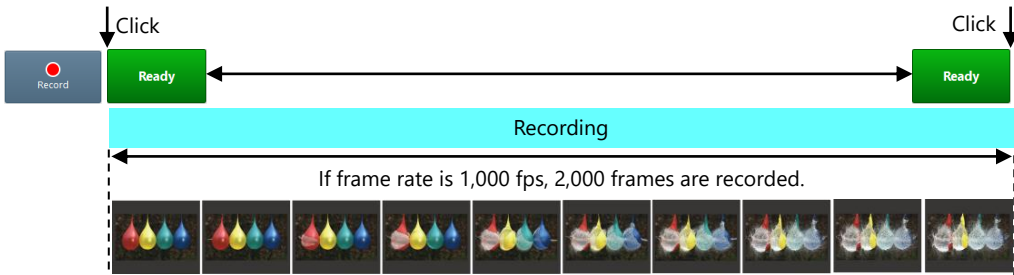 Click
Click
Record
Ready
Ready
Recording
If frame rate is 1,000 fps, 2,000 frames are recorded.